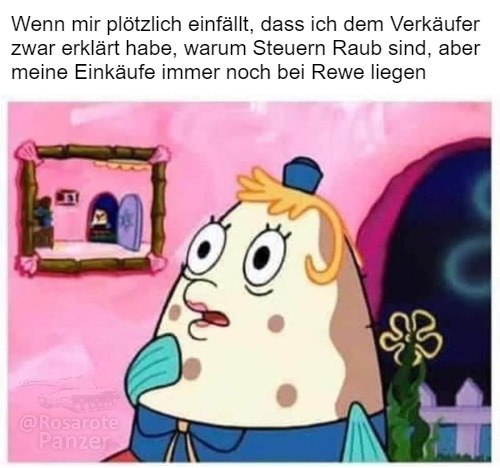 Wenn mir plötzlich einfällt, dass ich dem Verkäufer
zwar erklärt habe, warum Steuern Raub sind, aber
meine Einkäufe immer noch bei Rewe liegen
@Rosarote
Panzer